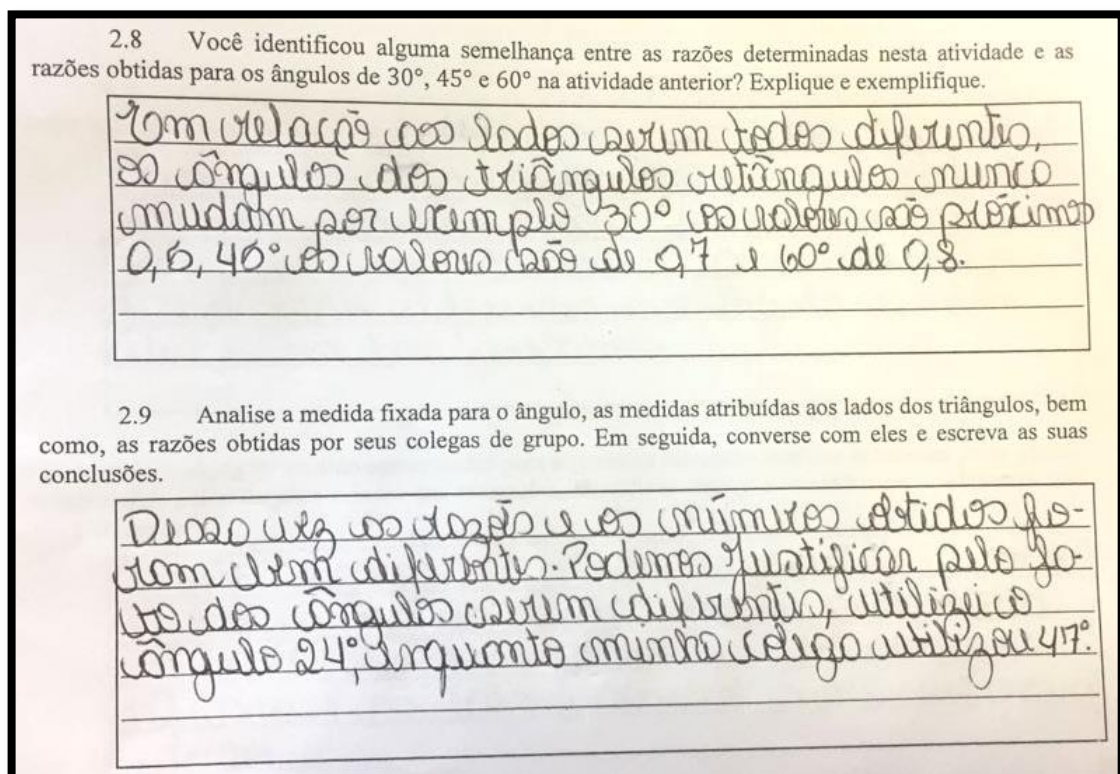 2.8 Você identificou alguma semelhança entre as razões determinadas nesta atividade e as
razões obtidas para os ângulos de 30°, 45° e 60° na atividade anterior? Explique e exemplifique.
Em relação aos lados serem todos diferentes,
os ângulos dos triângulos retângulos nunca
mudam por exemplo 30° os valores são próximos
0,5, 45° os valores são de 0,7 e 60° de 0,8.
2.9 Analise a medida fixada para o ângulo, as medidas atribuídas aos lados dos triângulos, bem
como, as razões obtidas por seus colegas de grupo. Em seguida, converse com eles e escreva as suas
conclusões.
Dessa vez as razões e os números obtidos fo-
ram bem diferentes. Podemos justificar pelo fa-
to dos ângulos serem diferentes, utilizei o
ângulo 24°, enquanto minha colega utilizou 47°.